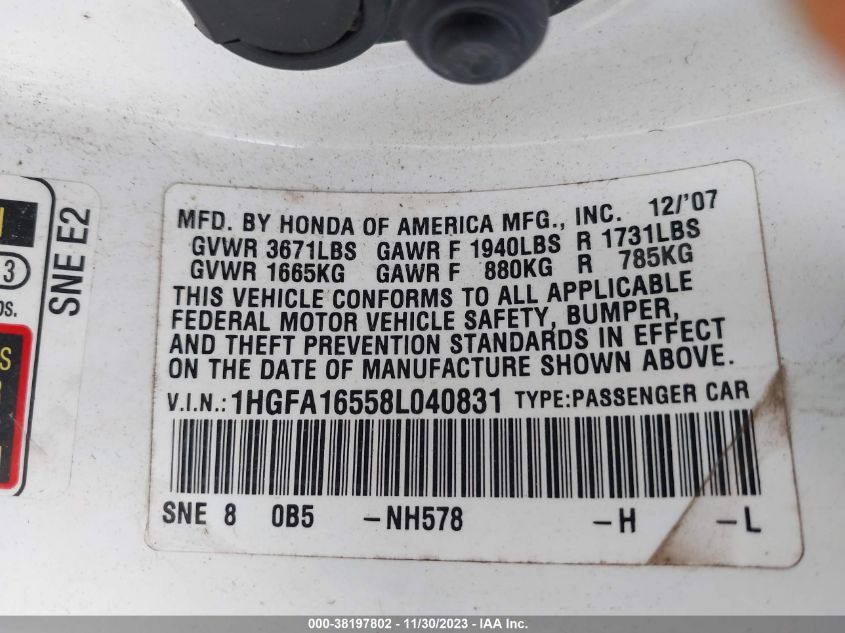 MFD. BY HONDA OF AMERICA MFG., INC. 12/'07
GVWR 3671LBS GAWR F 1940LBS R 1731LBS
GVWR 1665KG GAWR F 880KG R 785KG
THIS VEHICLE CONFORMS TO ALL APPLICABLE
FEDERAL MOTOR VEHICLE SAFETY, BUMPER,
AND THEFT PREVENTION STANDARDS IN EFFECT
ON THE DATE OF MANUFACTURE SHOWN ABOVE.
V.I.N.: 1HGFA16558L040831 TYPE:PASSENGER CAR
SNE 8 0B5 -NH578 -H -L
SNE E2
3
S
000-38197802 - 11/30/2023 - IAA Inc.